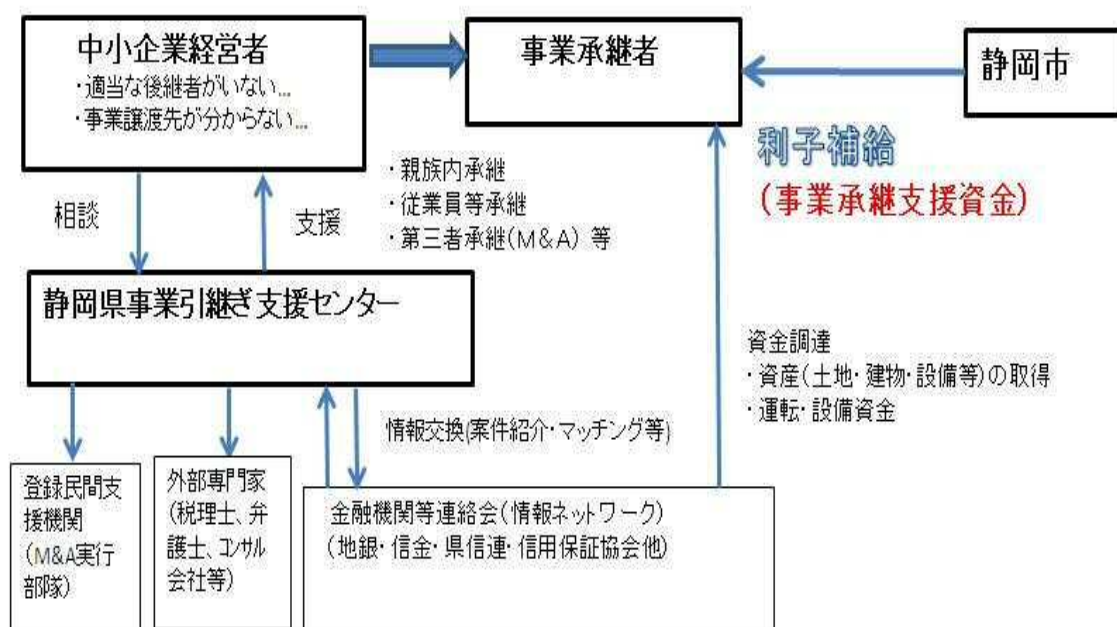 中小企業経営者
・適当な後継者がいない...
・事業譲渡先が分からない...
事業承継者
静岡市
利子補給
(事業承継支援資金)
・親族内承継
・従業員等承継
・第三者承継(M&A) 等
相談
支援
静岡県事業引継ぎ支援センター
資金調達
・資産(土地・建物・設備等)の取得
・運転・設備資金
情報交換(案件紹介・マッチング等)
登録民間支
援機関
(M&A実行
部隊)
外部専門家
(税理士、弁
護士、コンサル
会社等)
金融機関等連絡会(情報ネットワーク)
(地銀・信金・県信連・信用保証協会他)